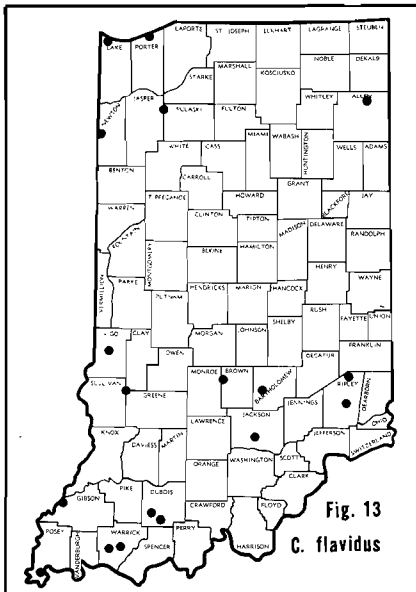 LAPORTE
ST JOSEPH
ELKHART
LAGRANGE
STEUBEN
LAKE
PORTER
NOBLE
DEKALB
MARSHALL
STARKE
KOSCIUSKO
JASPER
WHITLEY
ALLEN
NEWTON
PULASKI
FULTON
MIAMI
WABASH
HUNTINGTON
WHITE
CASS
WELLS
ADAMS
BENTON
CARROLL
GRANT
BLACKFORD
JAY
HOWARD
WARREN
TIPPECANOE
CLINTON
TIPTON
MADISON
DELAWARE
RANDOLPH
FOUNTAIN
MONTGOMERY
BOONE
HAMILTON
HENRY
WAYNE
VERMILLION
PARKE
HENDRICKS
MARION
HANCOCK
PUTNAM
RUSH
FAYETTE
UNION
SHELBY
VIGO
CLAY
MORGAN
JOHNSON
OWEN
FRANKLIN
DECATUR
MONROE
BROWN
BARTHOLOMEW
RIPLEY
DEARBORN
SULLIVAN
GREENE
JENNINGS
JACKSON
OHIO
LAWRENCE
JEFFERSON
SWITZERLAND
KNOX
DAVIESS
MARTIN
ORANGE
WASHINGTON
SCOTT
CLARK
PIKE
DUBOIS
GIBSON
CRAWFORD
FLOYD
Fig. 13
POSEY
VANDERBURGH
WARRICK
SPENCER
PERRY
HARRISON
C. flavidus